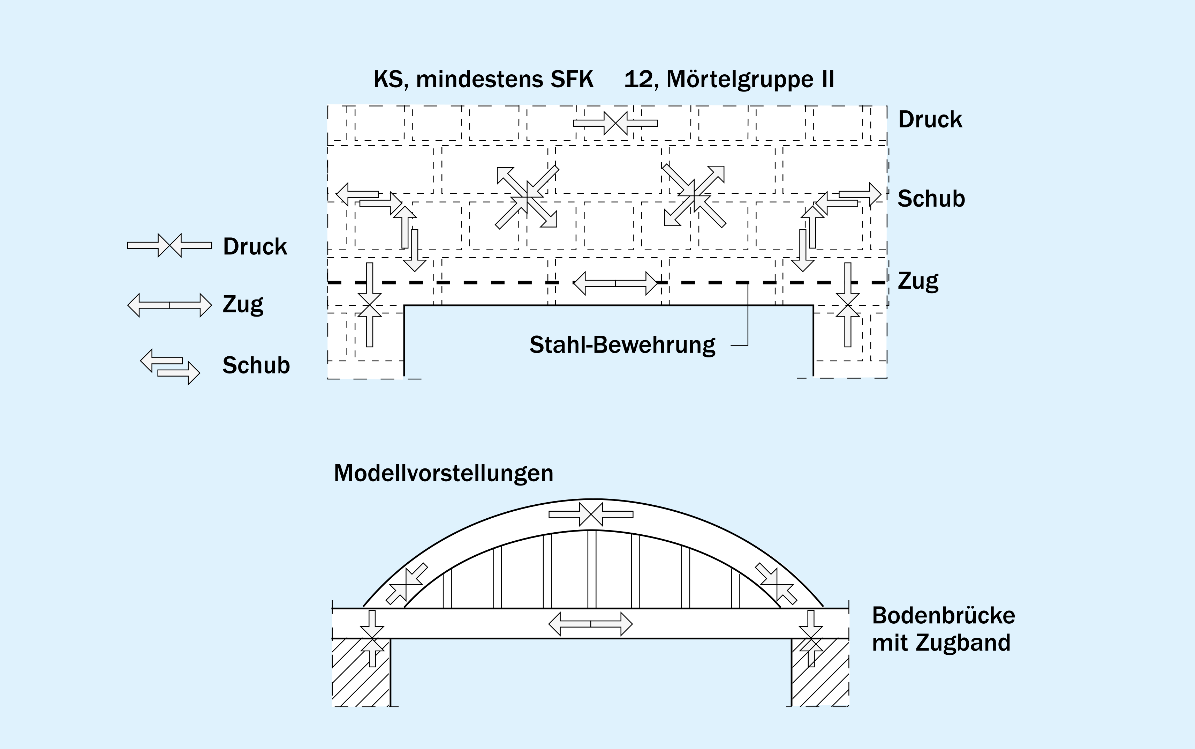 KS, mindestens SFK 12, Mörtelgruppe II
Druck
Schub
Zug
Druck
Zug
Schub
Stahl-Bewehrung
Modellvorstellungen
Bodenbrücke
mit Zugband